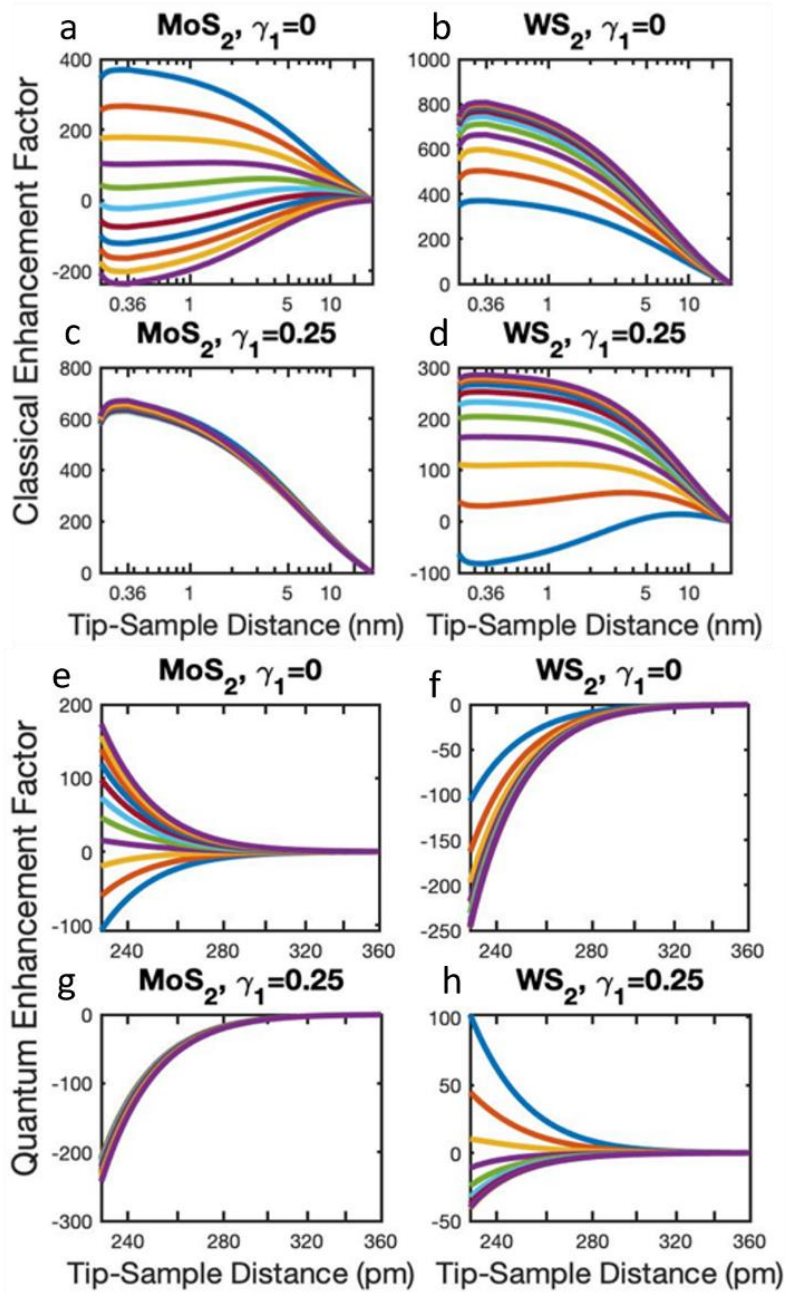 a MoS2, γ1=0
b WS2, γ1=0
Classical Enhancement Factor
400
200
0
-200
0.36 1 5 10
1000
800
600
400
200
0
0.36 1 5 10
c MoS2, γ1=0.25
d WS2, γ1=0.25
800
600
400
200
0
0.36 1 5 10
Tip-Sample Distance (nm)
300
200
100
0
-100
0.36 1 5 10
Tip-Sample Distance (nm)
e MoS2, γ1=0
f WS2, γ1=0
Quantum Enhancement Factor
200
100
0
-100
240 280 320 360
0
-50
-100
-150
-200
-250
240 280 320 360
g MoS2, γ1=0.25
h WS2, γ1=0.25
0
-100
-200
-300
240 280 320 360
Tip-Sample Distance (pm)
100
50
0
-50
240 280 320 360
Tip-Sample Distance (pm)